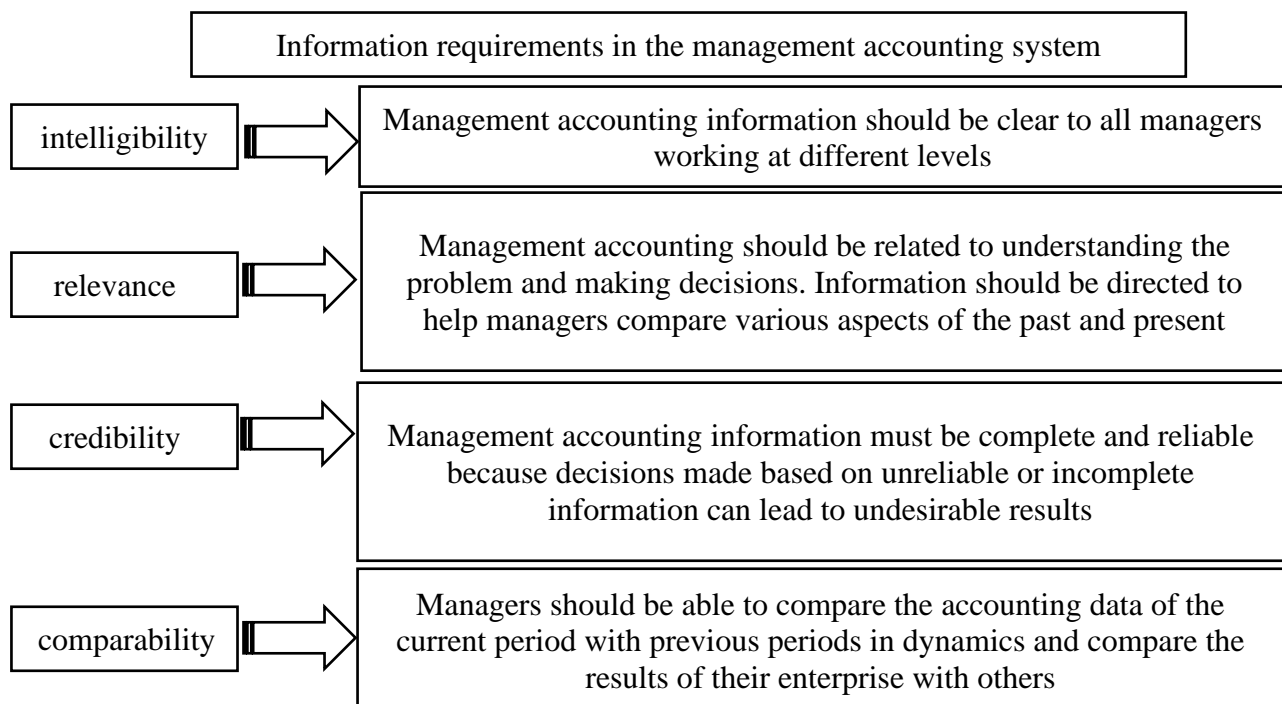 Information requirements in the management accounting system
intelligibility
Management accounting information should be clear to all managers
working at different levels
relevance
Management accounting should be related to understanding the
problem and making decisions. Information should be directed to
help managers compare various aspects of the past and present
credibility
Management accounting information must be complete and reliable
because decisions made based on unreliable or incomplete
information can lead to undesirable results
comparability
Managers should be able to compare the accounting data of the
current period with previous periods in dynamics and compare the
results of their enterprise with others